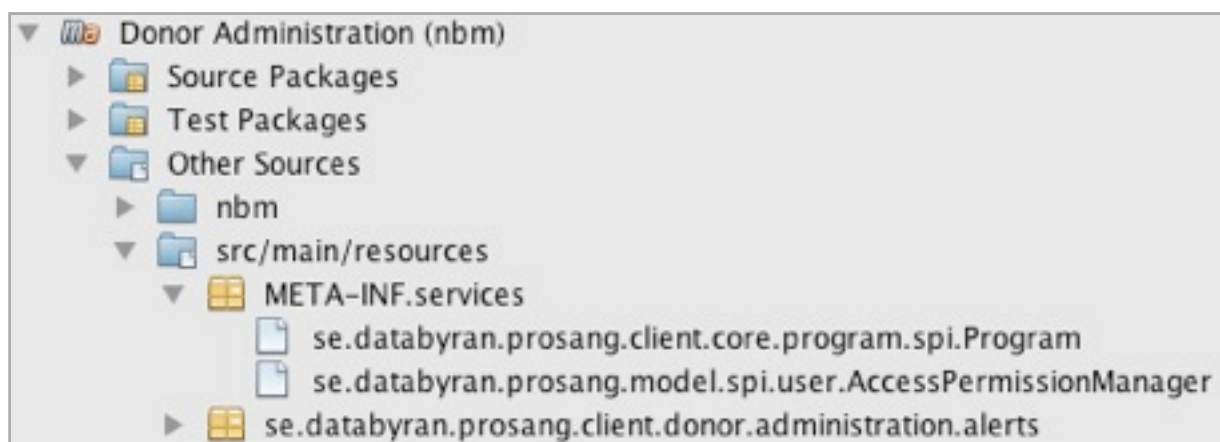 Donor Administration (nbm)
Source Packages
Test Packages
Other Sources
nbm
src/main/resources
META-INF.services
se.databyran.prosang.client.core.program.spi.Program
se.databyran.prosang.model.spi.user.AccessPermissionManager
se.databyran.prosang.client.donor.administration.alerts